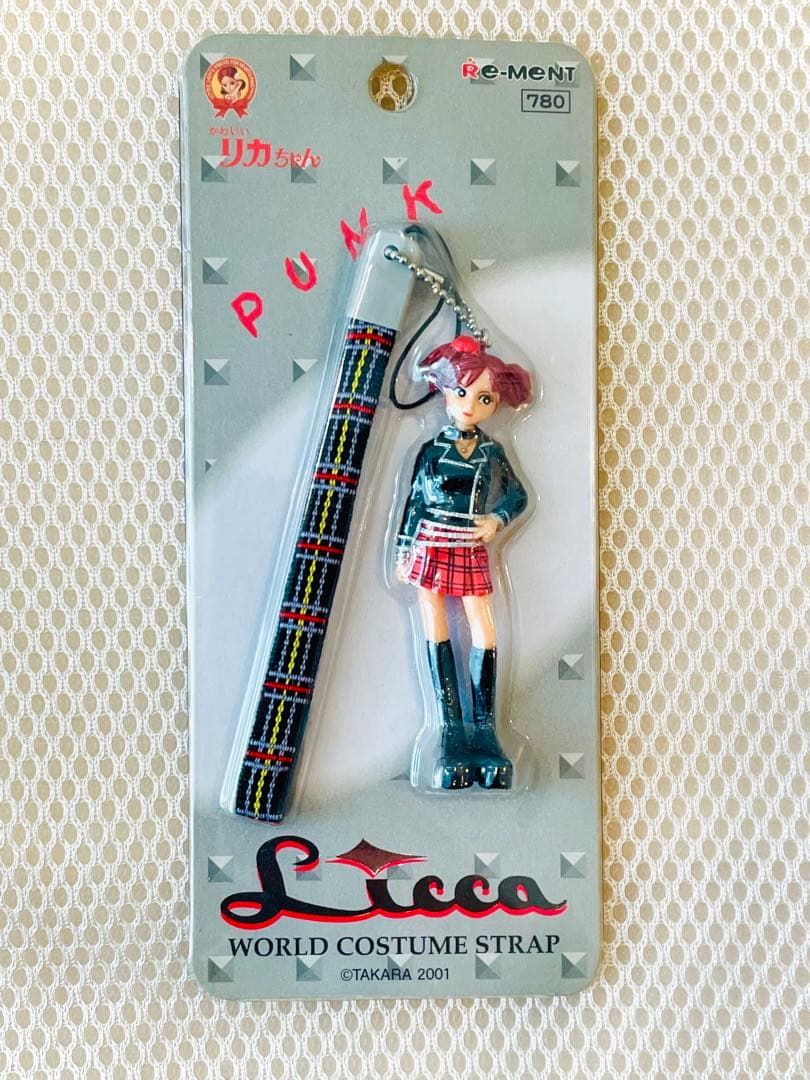 Re-MeNT
780
かわいい
リカちゃん
PUNK
Licca
WORLD COSTUME STRAP
©TAKARA 2001